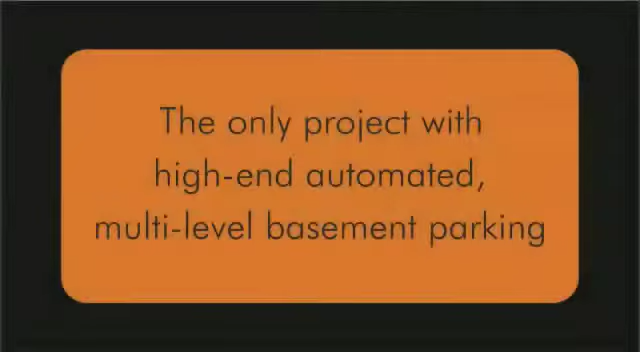 The only project with
high-end automated,
multi-level basement parking